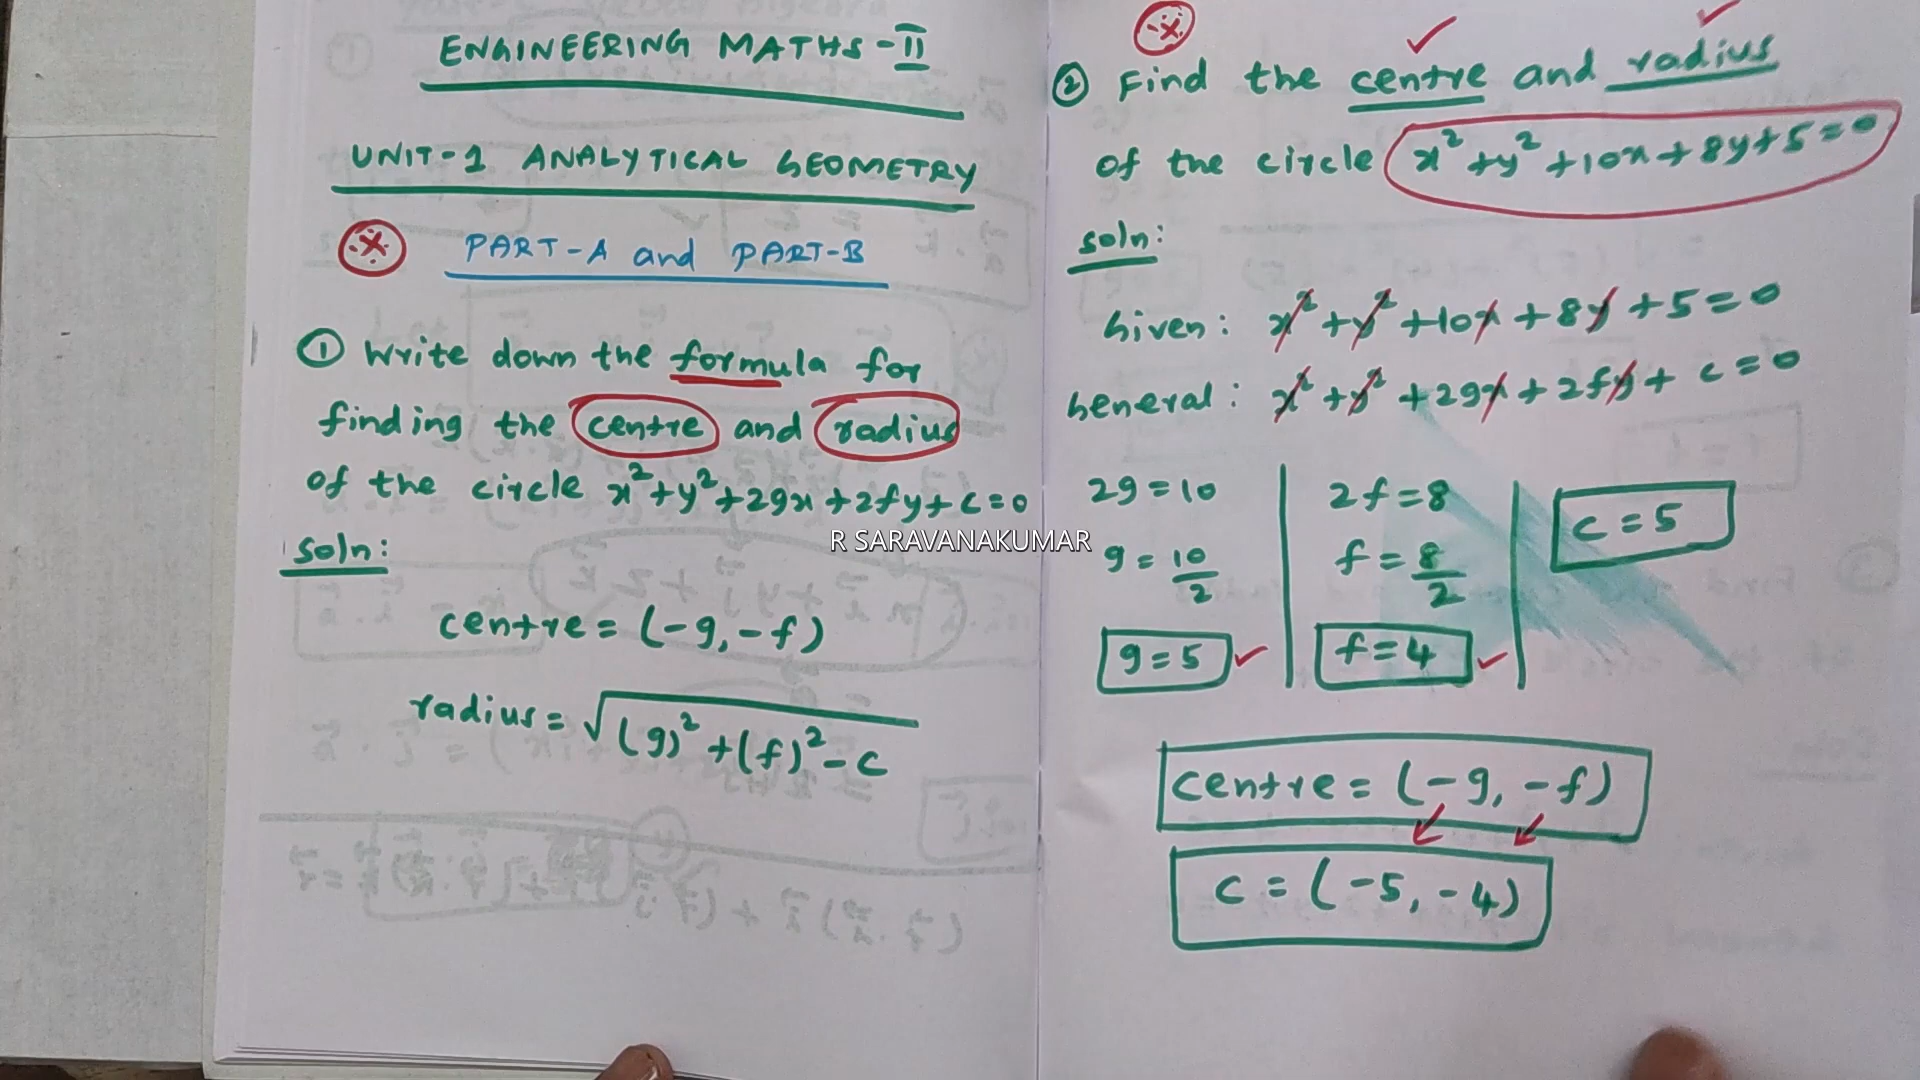 ENGINEERING MATHS-II
UNIT-1 ANALYTICAL GEOMETRY
PART-A and PART-B
① Write down the formula for
finding the centre and radius
of the circle x²+y²+2gx+2fy+c=0
soln:
centre = (-g, -f)
radius = √(g)²+(f)²-c
② Find the centre and radius
of the circle x²+y²+10x+8y+5=0
soln:
Given: x²+y²+10x+8y+5=0
General: x²+y²+2gx+2fy+c=0
2g=10
g=10/2
g=5
2f=8
f=8/2
f=4
c=5
centre = (-g, -f)
c = (-5, -4)
R SARAVANAKUMAR